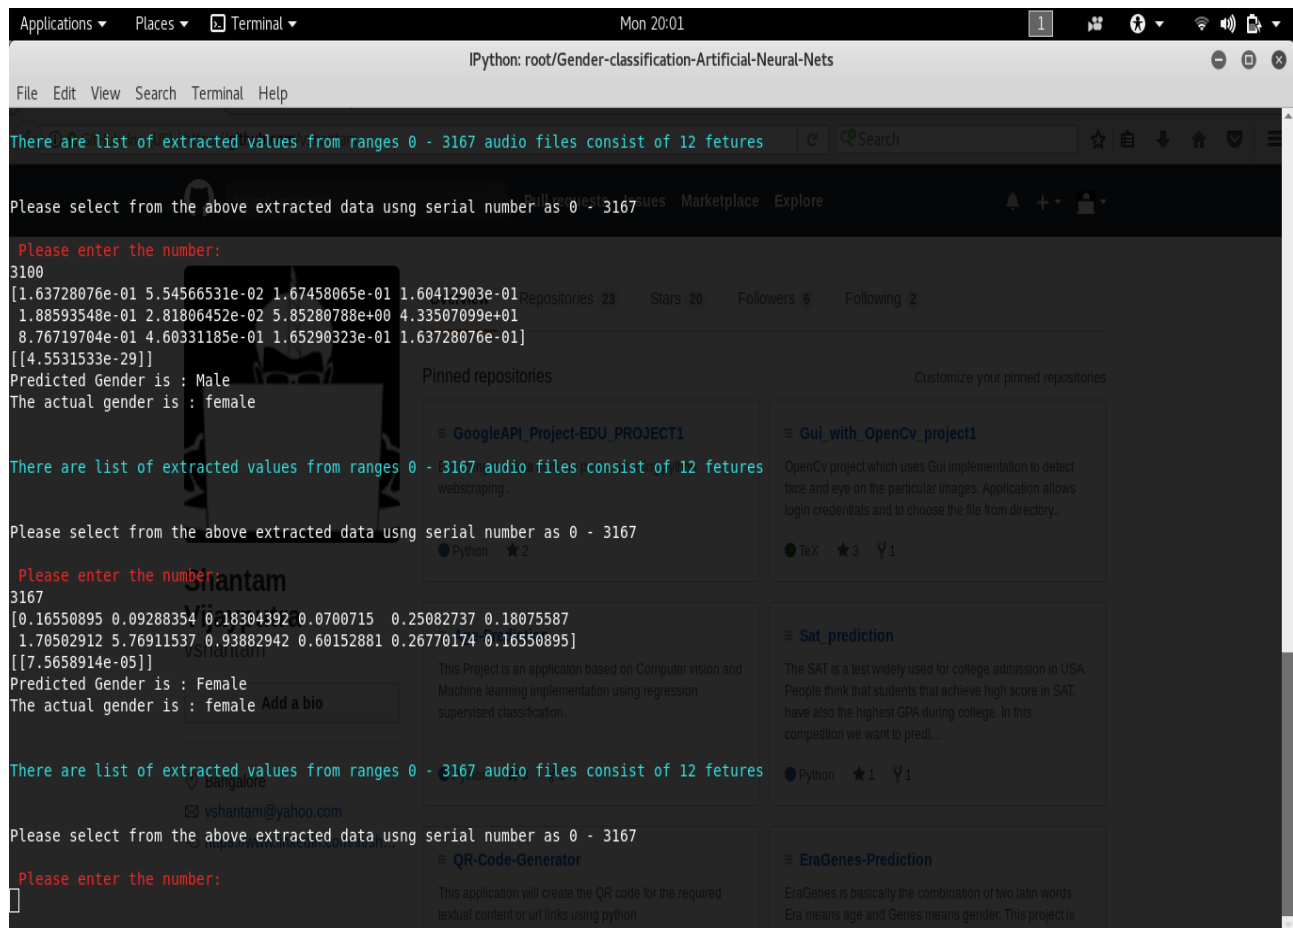 Applications Places Terminal Mon 20:01 1
IPython: root/Gender-classification-Artificial-Neural-Nets
File Edit View Search Terminal Help
There are list of extracted values from ranges 0 - 3167 audio files consist of 12 fetures
Search
Please select from the above extracted data usng serial number as 0 - 3167
Pull requests Issues Marketplace Explore
Please enter the number:
3100
[1.63728076e-01 5.54566531e-02 1.67458065e-01 1.60412903e-01
Overview Repositories 23 Stars 20 Followers 6 Following 2
1.88593548e-01 2.81806452e-02 5.85280788e+00 4.33507099e+01
8.76719704e-01 4.60331185e-01 1.65290323e-01 1.63728076e-01]
[[4.5531533e-29]]
Predicted Gender is : Male
Pinned repositories Customize your pinned repositories
The actual gender is : female
GoogleAPI_Project-EDU_PROJECT1 Gui_with_OpenCv_project1
There are list of extracted values from ranges 0 - 3167 audio files consist of 12 fetures
webscraping .
OpenCv project which uses Gui implementation to detect
face and eye on the particular images. Application allows
login credentials and to choose the file from directory..
Please select from the above extracted data usng serial number as 0 - 3167
Python 2 TeX 3 1
Please enter the number:
Shantam
3167
[0.16550895 0.09288354 0.18304392 0.0700715 0.25082737 0.18075587
Vijayputra
1.70502912 5.76911537 0.93882942 0.60152881 0.26770174 0.16550895]
Sat_prediction
vshantam
[[7.5658914e-05]]
Predicted Gender is : Female
The actual gender is : female
Add a bio
This Project is an applicaton based on Computer vision and
Machine learning implementation using regression
supervised classification.
The SAT is a test widely used for college admission in USA.
People think that students that achieve high score in SAT,
have also the highest GPA during college. In this
competition we want to predi...
There are list of extracted values from ranges 0 - 3167 audio files consist of 12 fetures
Bangalore
Python 1 1
vshantam@yahoo.com
Please select from the above extracted data usng serial number as 0 - 3167
QR-Code-Generator EraGenes-Prediction
Please enter the number:
This application will create the QR code for the required
textual content or url links using python
EraGenes is basically the combination of two latin words
Era means age and Genes means gender. This project is